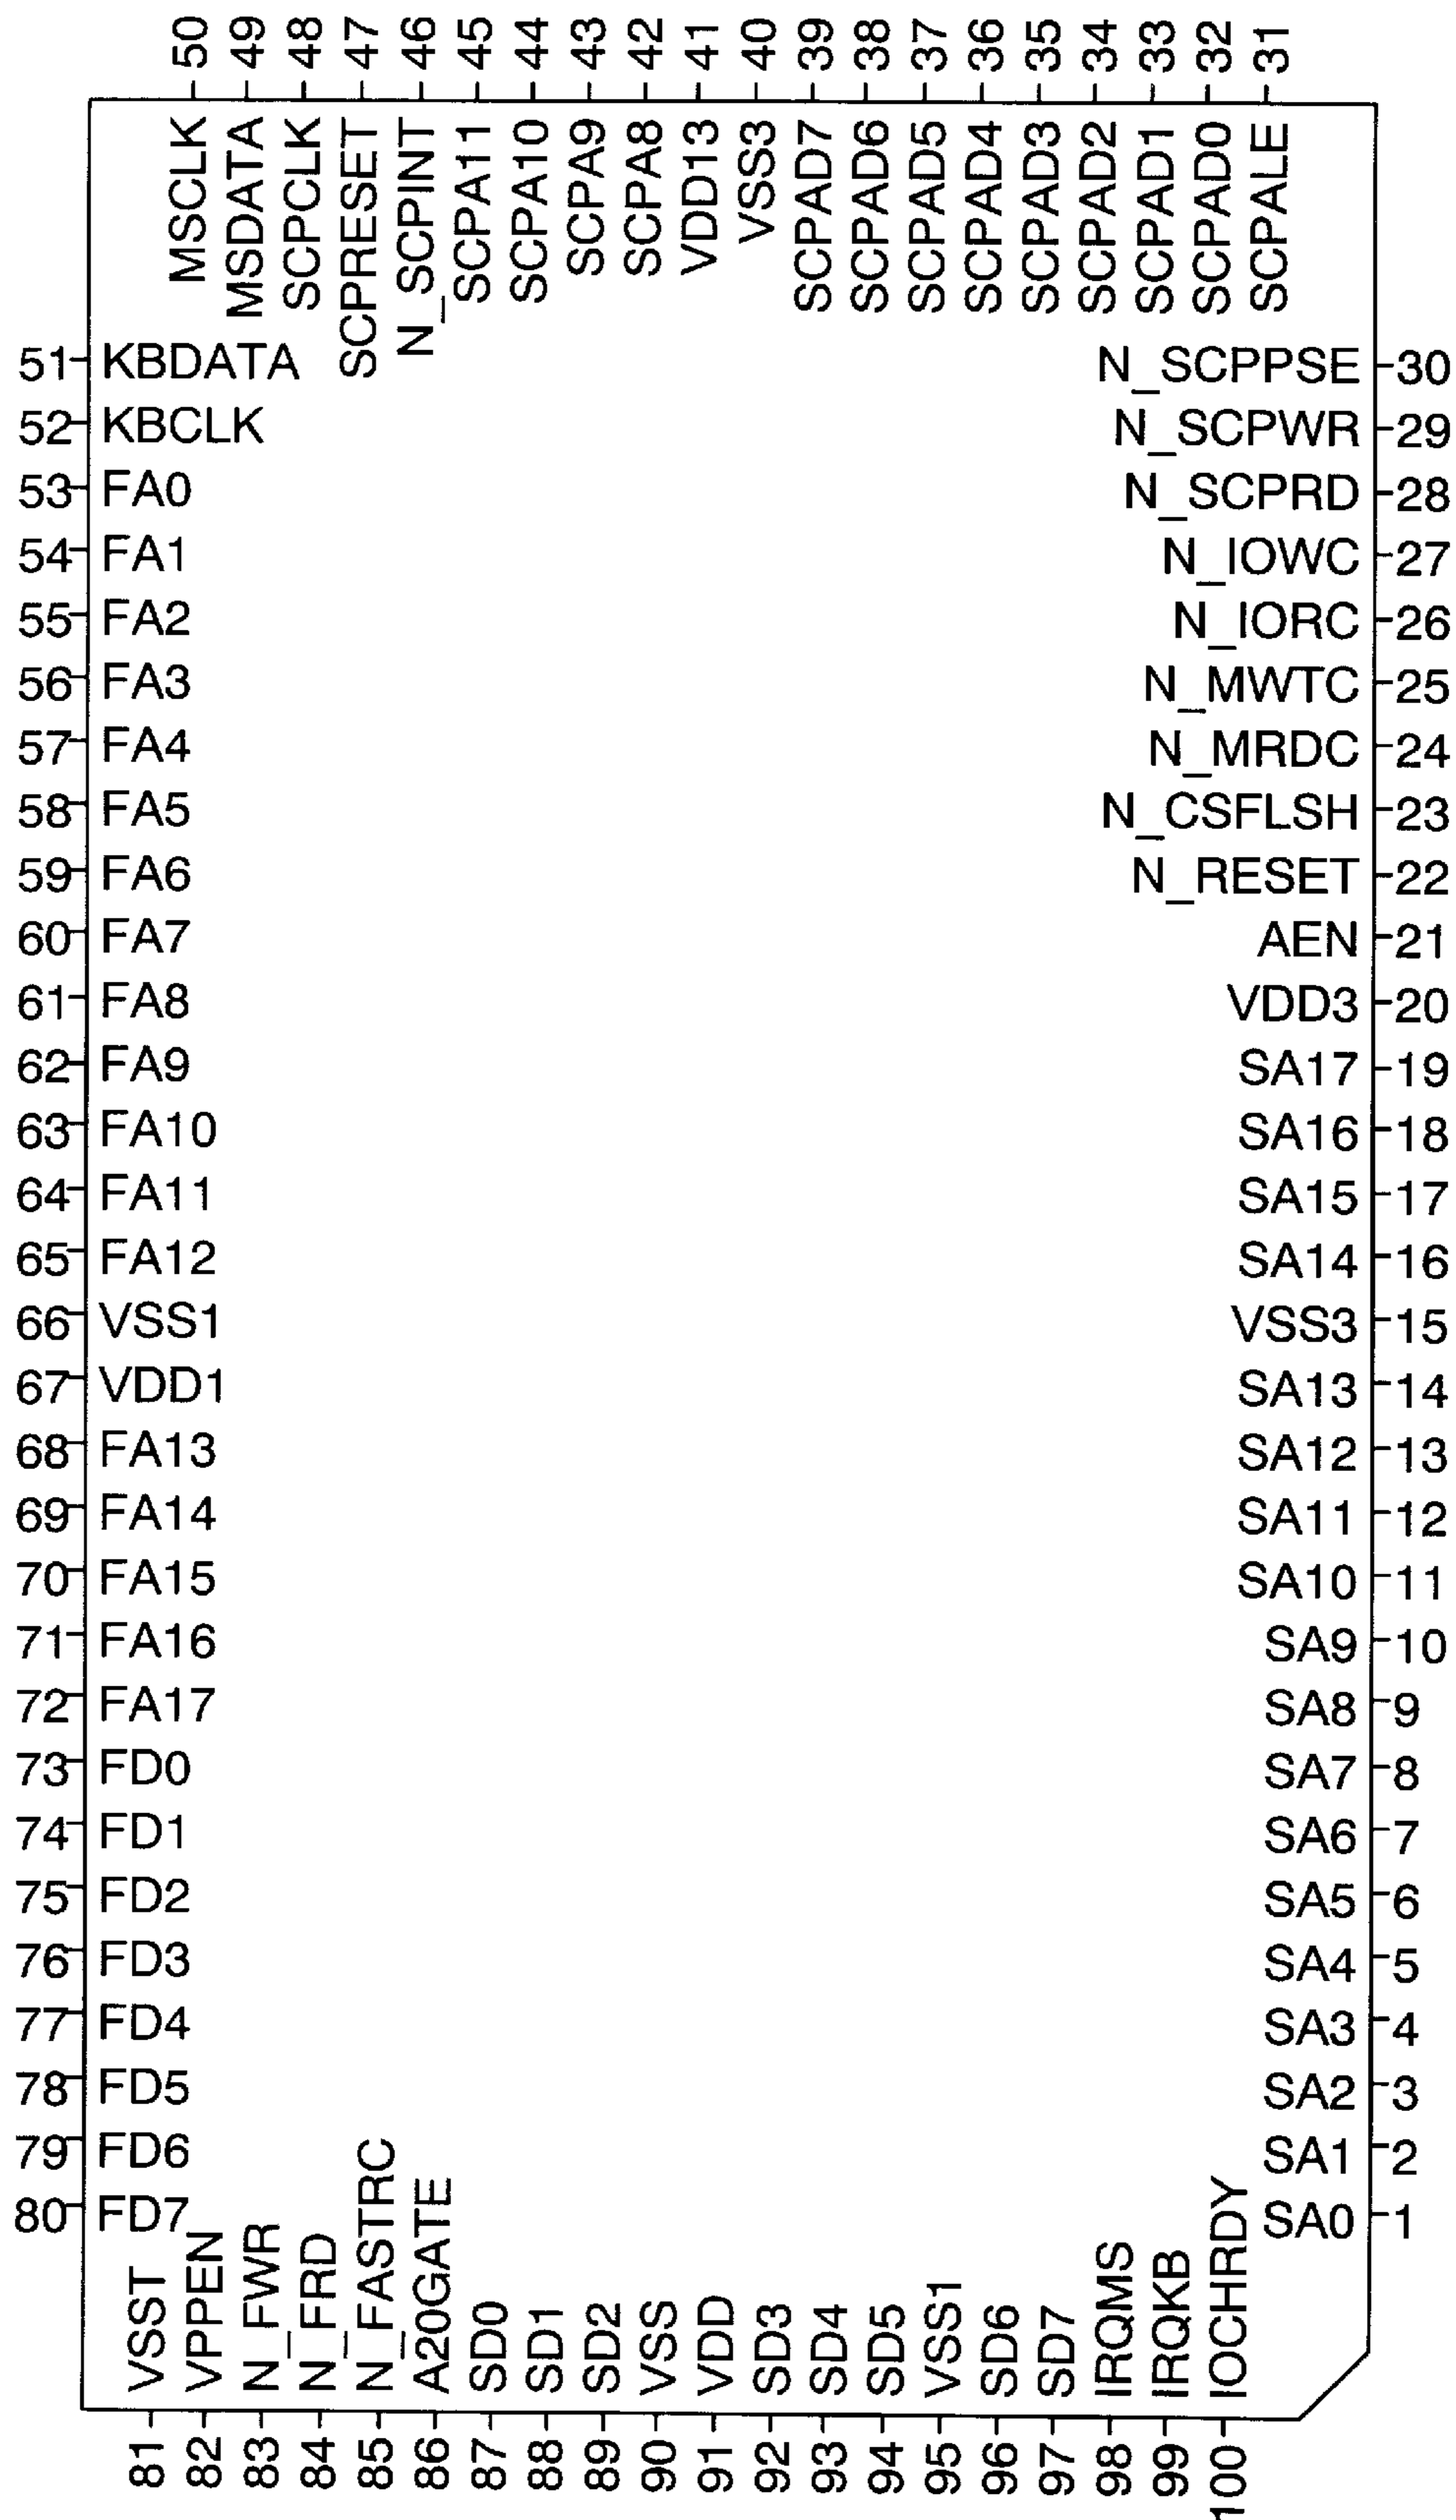 50 49 48 47 46 45 44 43 42 41 40 39 38 37 36 35 34 33 32 31
MSCLK MSDATA SCPCLK SCPRESET N_SCPINT SCPA11 SCPA10 SCPA9 SCPA8 VDD13 VSS3 SCPAD7 SCPAD6 SCPAD5 SCPAD4 SCPAD3 SCPAD2 SCPAD1 SCPAD0 SCPALE
51 KBDATA N_SCPPSE 30
52 KBCLK N_SCPWR 29
53 FA0 N_SCPRD 28
54 FA1 N_IOWC 27
55 FA2 N_IORC 26
56 FA3 N_MWTC 25
57 FA4 N_MRDC 24
58 FA5 N_CSFLSH 23
59 FA6 N_RESET 22
60 FA7 AEN 21
61 FA8 VDD3 20
62 FA9 SA17 19
63 FA10 SA16 18
64 FA11 SA15 17
65 FA12 SA14 16
66 VSS1 VSS3 15
67 VDD1 SA13 14
68 FA13 SA12 13
69 FA14 SA11 12
70 FA15 SA10 11
71 FA16 SA9 10
72 FA17 SA8 9
73 FD0 SA7 8
74 FD1 SA6 7
75 FD2 SA5 6
76 FD3 SA4 5
77 FD4 SA3 4
78 FD5 SA2 3
79 FD6 SA1 2
80 FD7 SA0 1
VSST VPPEN N_FWR N_FRD N_FASTRC A20GATE SD0 SD1 SD2 VSS VDD SD3 SD4 SD5 VSS1 SD6 SD7 IRQMS IRQKB IOCHRDY
81 82 83 84 85 86 87 88 89 90 91 92 93 94 95 96 97 98 99 100